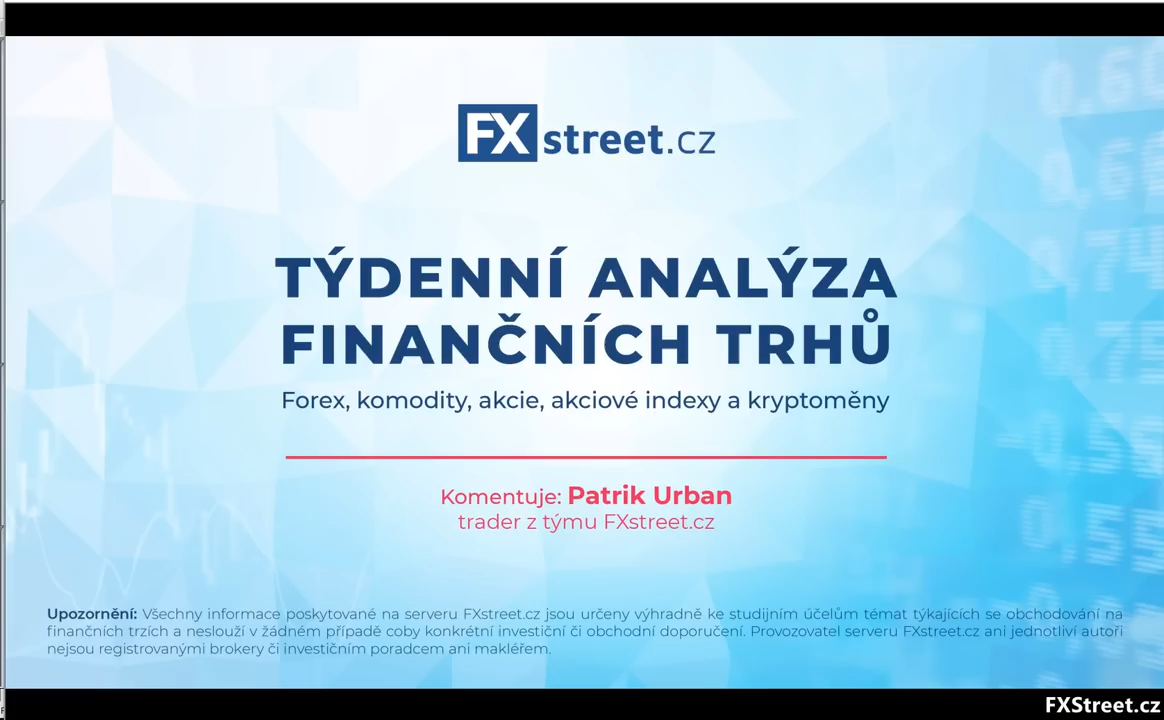 FXstreet.cz
TÝDENNÍ ANALÝZA
FINANČNÍCH TRHŮ
Forex, komodity, akcie, akciové indexy a kryptoměny
Komentuje: Patrik Urban
trader z týmu FXstreet.cz
Upozornění: Všechny informace poskytované na serveru FXstreet.cz jsou určeny výhradně ke studijním účelům témat týkajících se obchodování na
finančních trzích a neslouží v žádném případě coby konkrétní investiční či obchodní doporučení. Provozovatel serveru FXstreet.cz ani jednotliví autoři
nejsou registrovanými brokery či investičním poradcem ani makléřem.
FXStreet.cz